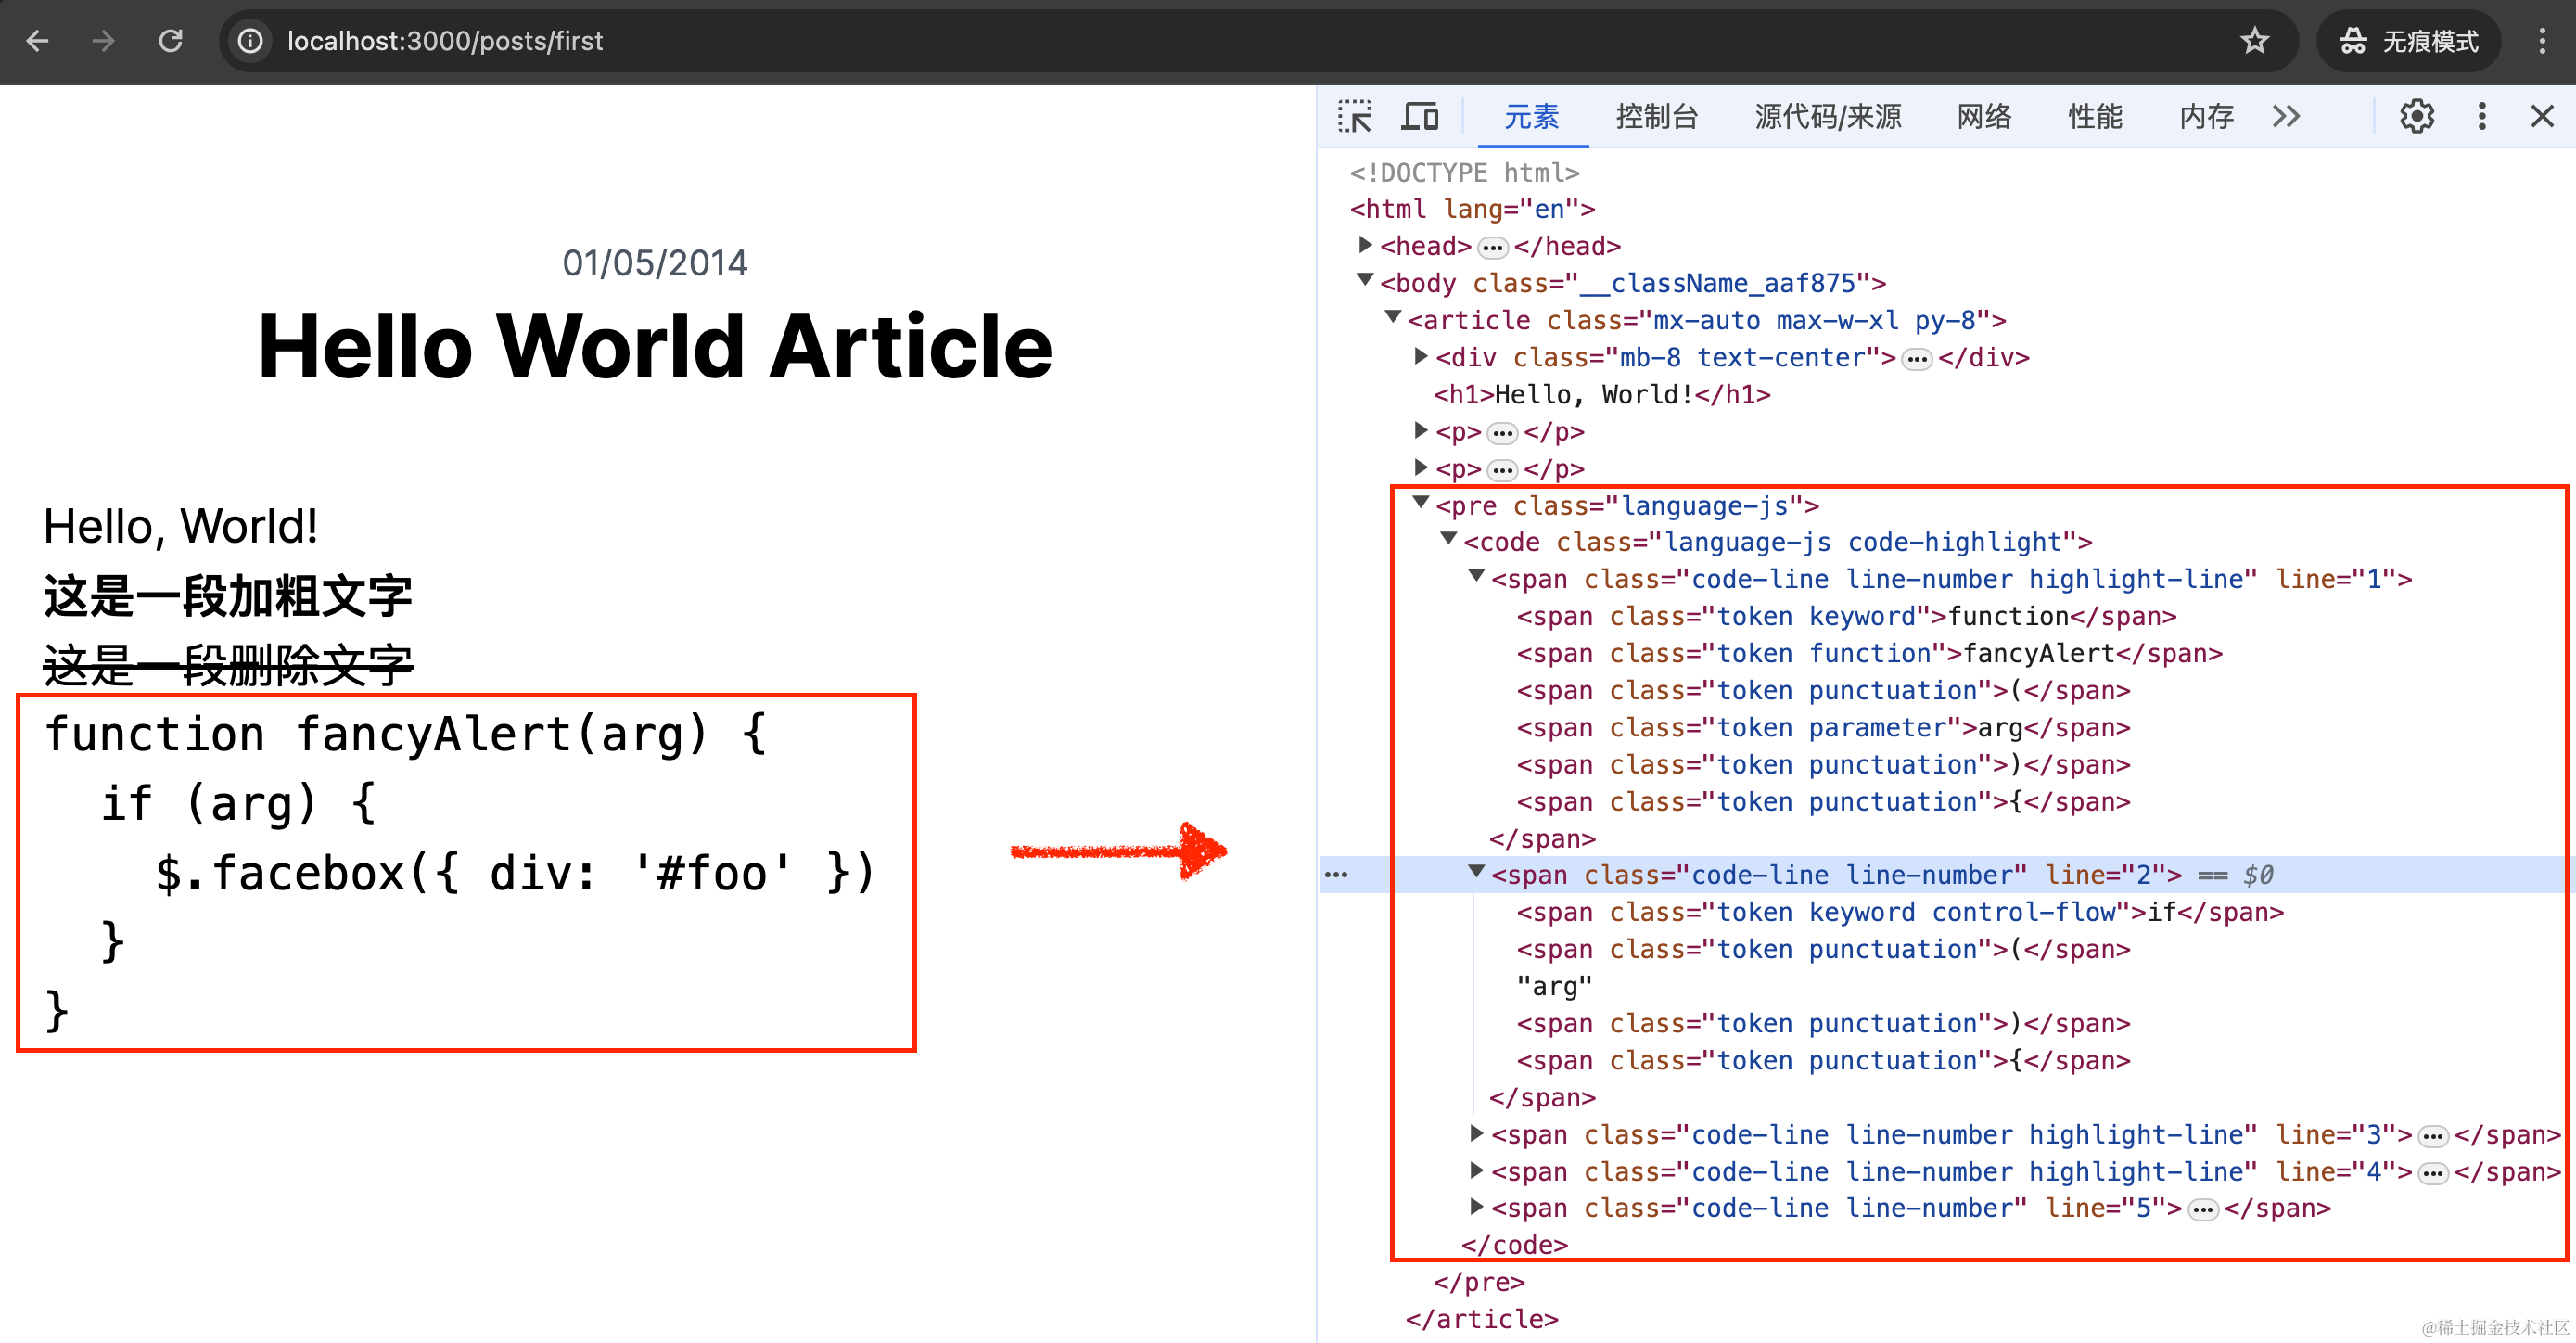 localhost:3000/posts/first
无痕模式
01/05/2014
Hello World Article
Hello, World!
这是一段加粗文字
这是一段删除文字
function fancyAlert(arg) {
  if (arg) {
    $.facebox({ div: '#foo' })
  }
}
元素 控制台 源代码/来源 网络 性能 内存
<!DOCTYPE html>
<html lang="en">
<head>…</head>
<body class="__className_aaf875">
<article class="mx-auto max-w-xl py-8">
<div class="mb-8 text-center">…</div>
<h1>Hello, World!</h1>
<p>…</p>
<p>…</p>
<pre class="language-js">
<code class="language-js code-highlight">
<span class="code-line line-number highlight-line" line="1">
<span class="token keyword">function</span>
<span class="token function">fancyAlert</span>
<span class="token punctuation">(</span>
<span class="token parameter">arg</span>
<span class="token punctuation">)</span>
<span class="token punctuation">{</span>
</span>
<span class="code-line line-number" line="2"> == $0
<span class="token keyword control-flow">if</span>
<span class="token punctuation">(</span>
"arg"
<span class="token punctuation">)</span>
<span class="token punctuation">{</span>
</span>
<span class="code-line line-number highlight-line" line="3">…</span>
<span class="code-line line-number highlight-line" line="4">…</span>
<span class="code-line line-number" line="5">…</span>
</code>
</pre>
</article>
@稀土掘金技术社区